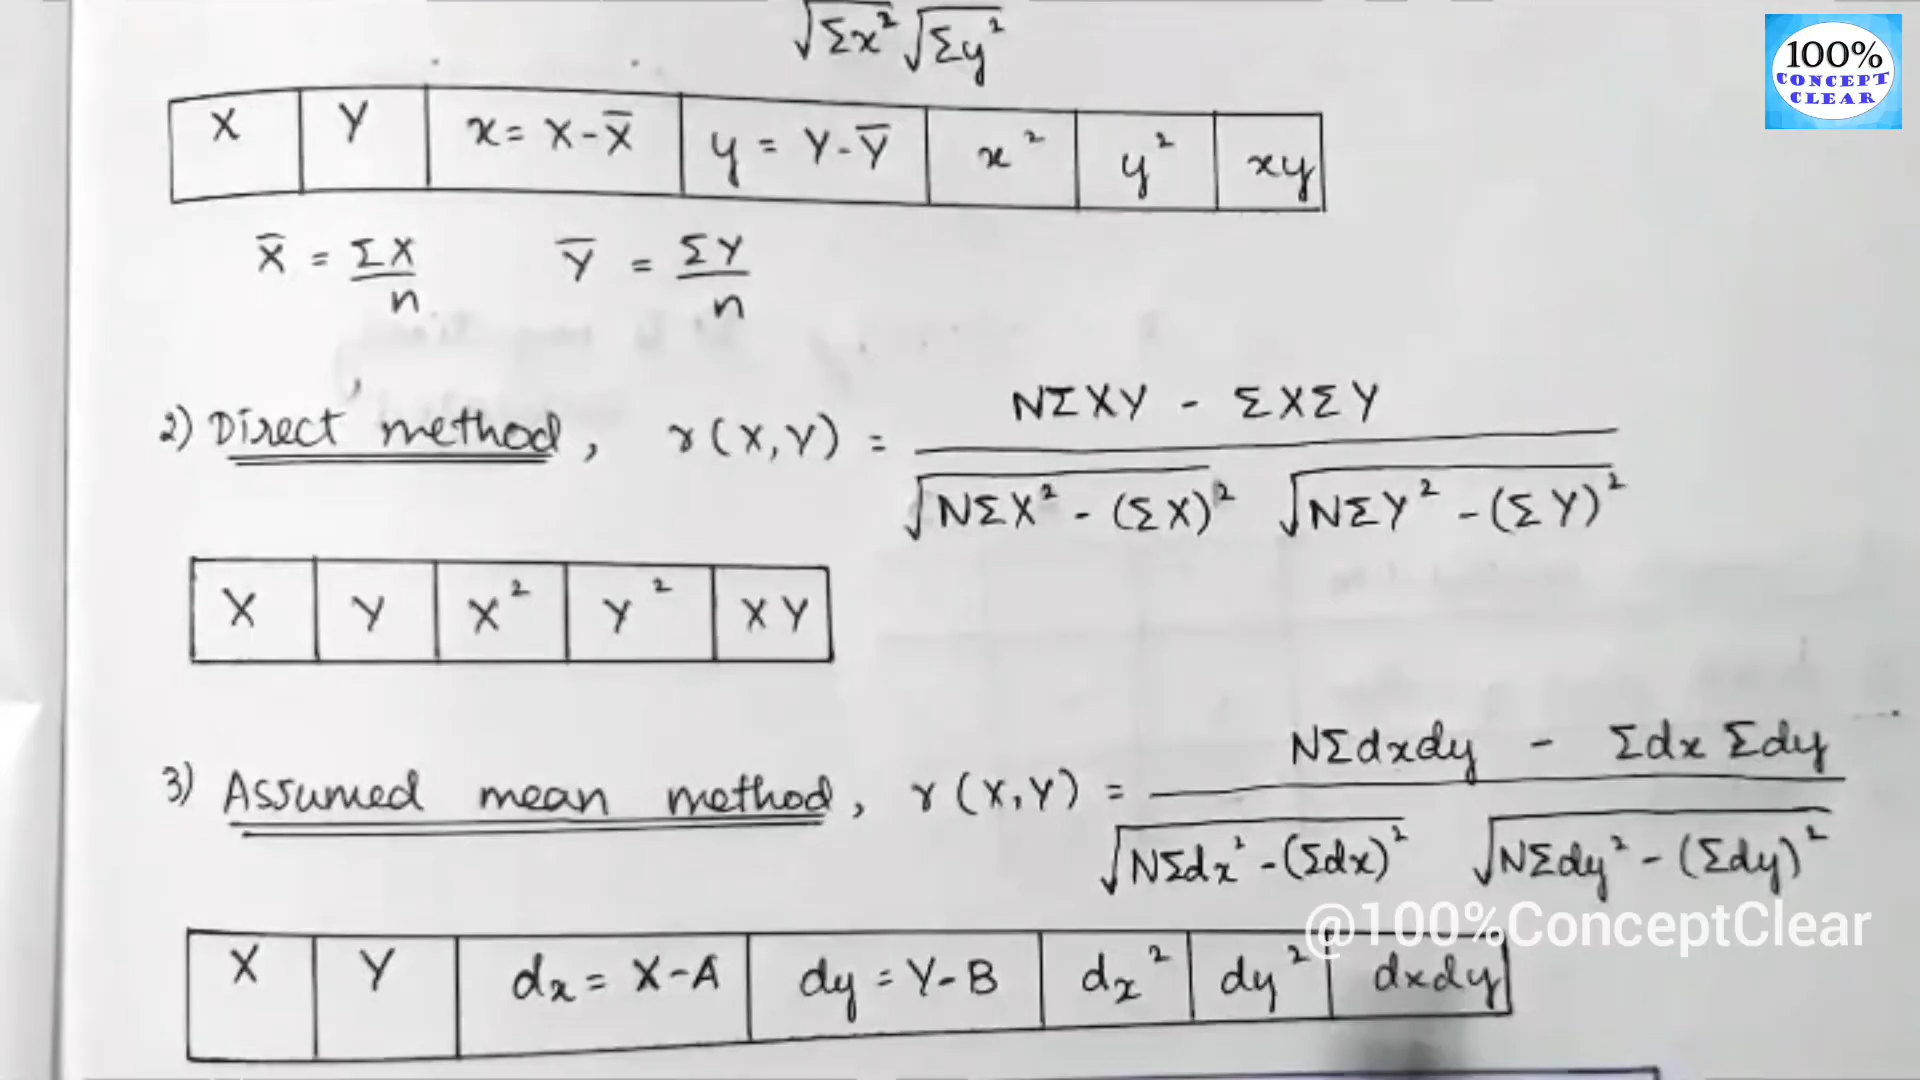 √Σx² √Σy²
100%
CONCEPT
CLEAR
X Y x = X - X̄ y = Y - Ȳ x² y² xy
X̄ = ΣX / n Ȳ = ΣY / n
2) Direct method, r(X,Y) = NΣXY - ΣXΣY / √NΣX² - (ΣX)² √NΣY² - (ΣY)²
X Y X² Y² XY
3) Assumed mean method, r(X,Y) = NΣdxdy - Σdx Σdy / √NΣdx² - (Σdx)² √NΣdy² - (Σdy)²
@100%ConceptClear
X Y dx = X-A dy = Y-B dx² dy² dxdy